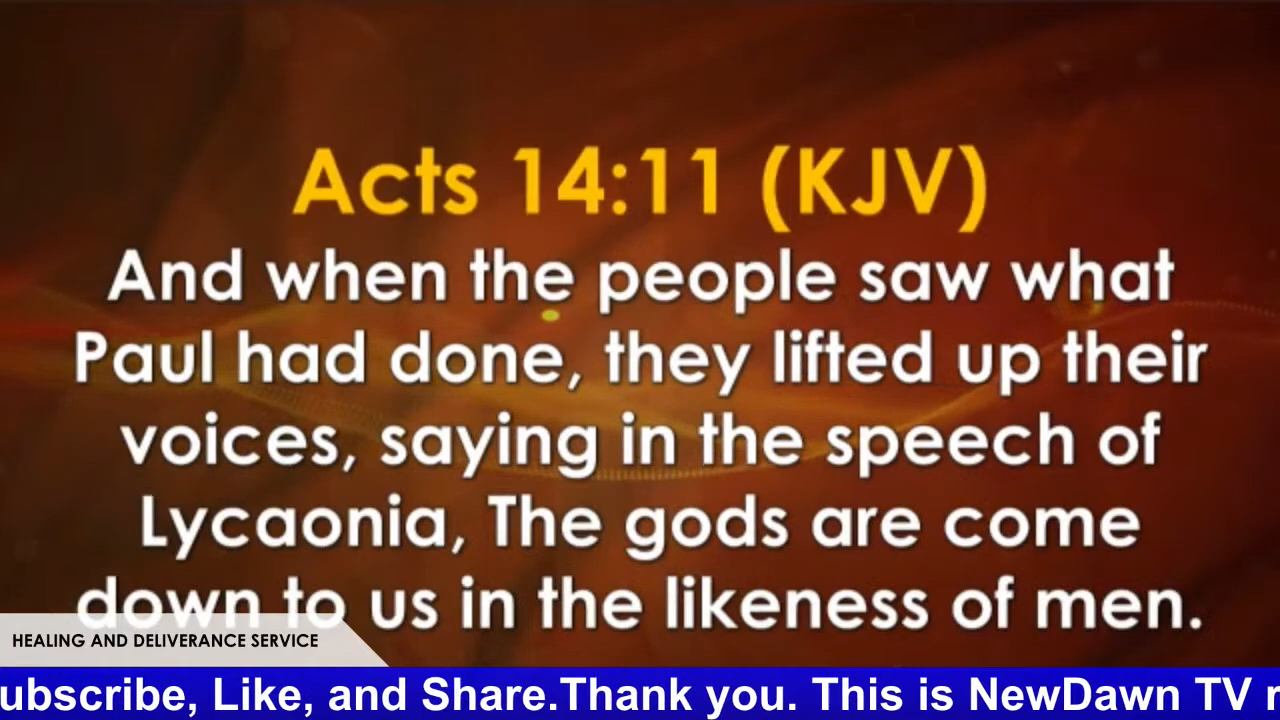 Acts 14:11 (KJV)
And when the people saw what
Paul had done, they lifted up their
voices, saying in the speech of
Lycaonia, The gods are come
down to us in the likeness of men.
HEALING AND DELIVERANCE SERVICE
ubscribe, Like, and Share.Thank you. This is NewDawn TV r